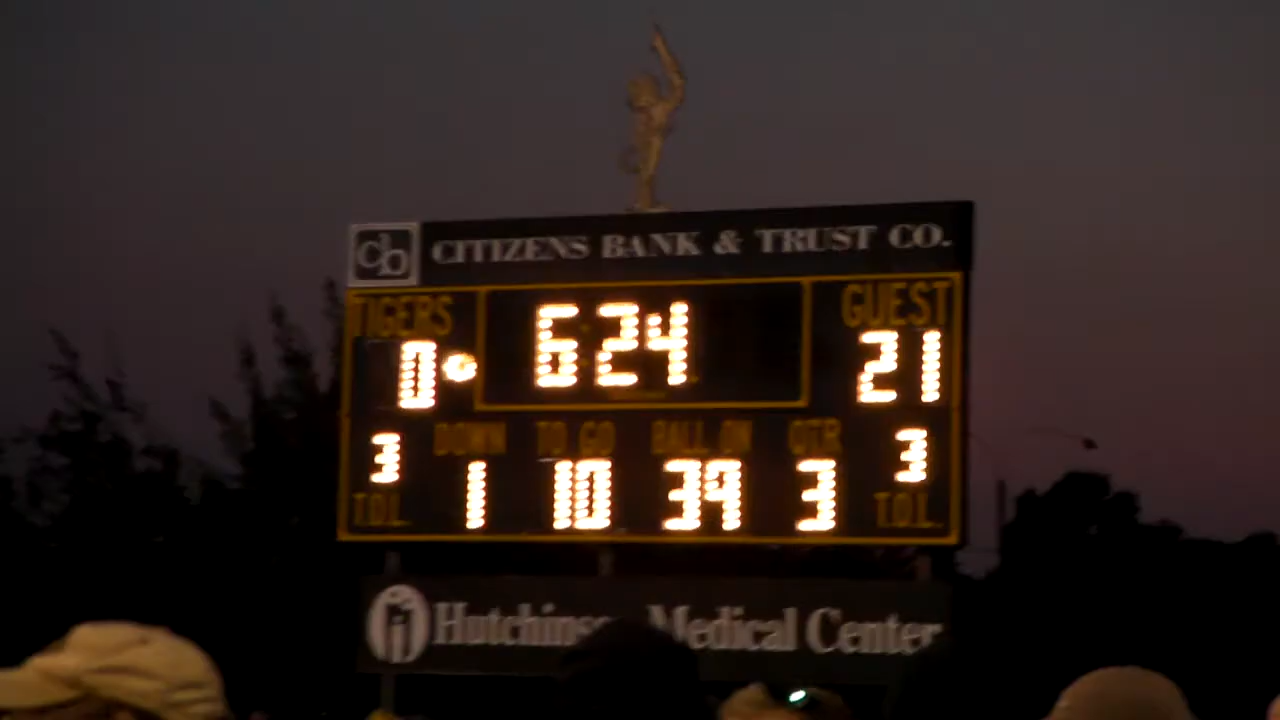 cb CITIZENS BANK & TRUST CO.
TIGERS 6:24 GUEST
0 21
3 DOWN TO GO BALL ON QTR 3
1 10 39 3
T.O.L. T.O.L.
Medical Center